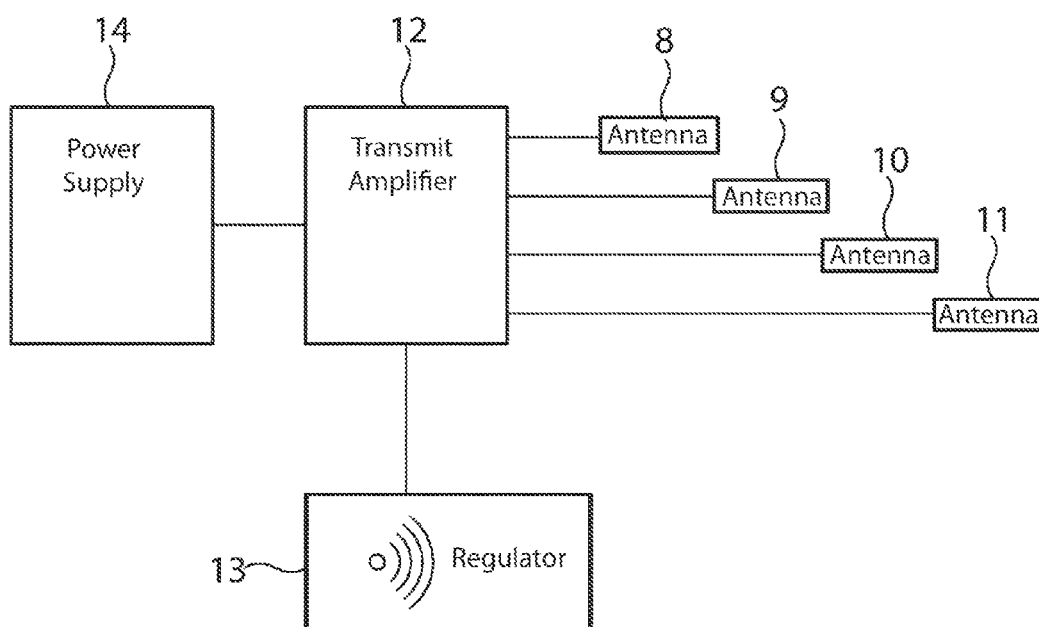 14
12
8
9
10
11
Power
Supply
Transmit
Amplifier
Antenna
Antenna
Antenna
Antenna
13
Regulator